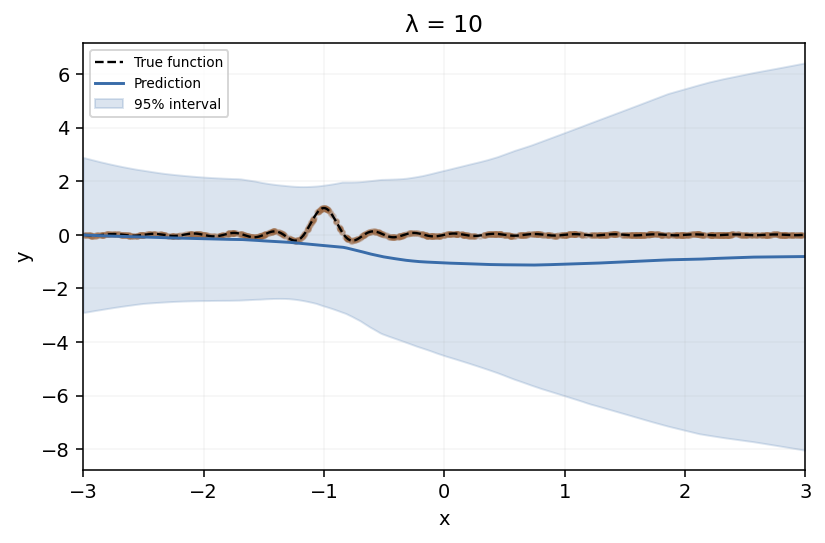 λ = 10
True function
Prediction
95% interval
6
4
2
0
−2
−4
−6
−8
y
−3 −2 −1 0 1 2 3
x